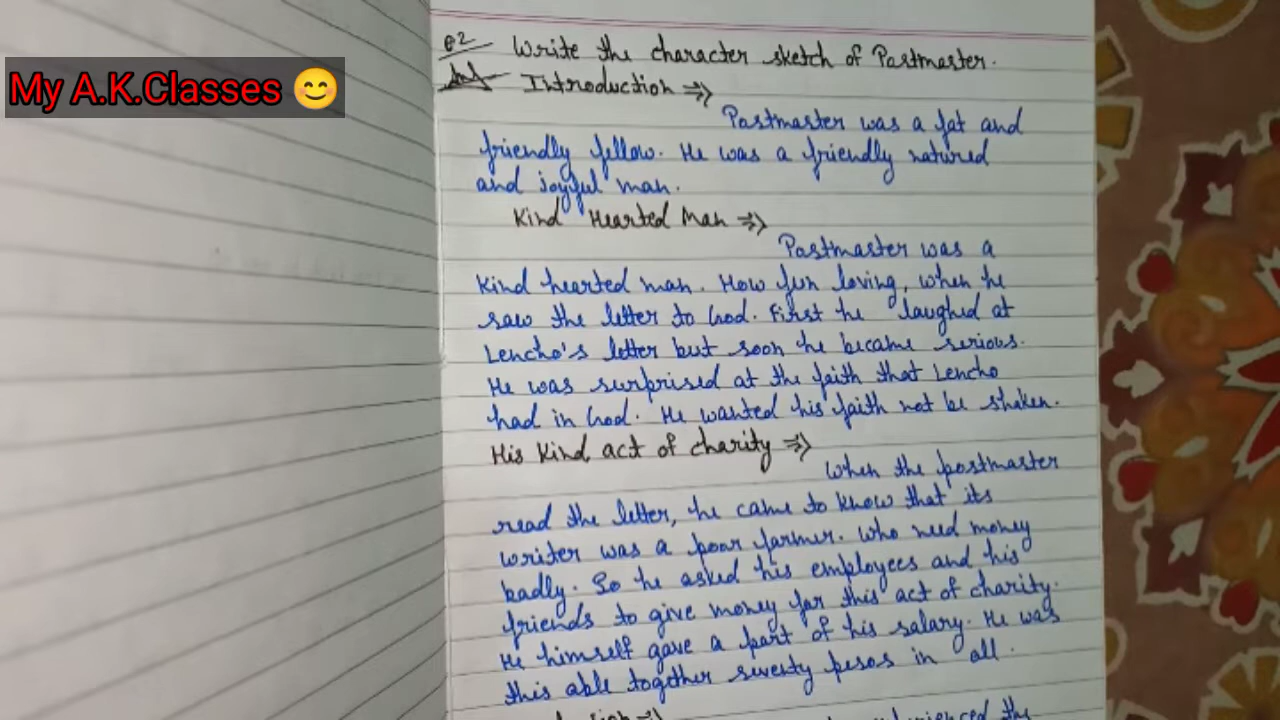 My A.K.Classes 😊
Q2 Write the character sketch of Postmaster.
Ans Introduction ⇒
Postmaster was a fat and
friendly fellow. He was a friendly natured
and joyful man.
Kind Hearted Man ⇒
Postmaster was a
Kind hearted man. How fun loving, when he
saw the letter to God. First he laughed at
Lencho's letter but soon he became serious.
He was surprised at the faith that Lencho
had in God. He wanted his faith not be shaken.
His Kind act of charity ⇒
When the postmaster
read the letter, he came to know that its
writer was a poor farmer. Who need money
badly. So he asked his employees and his
friends to give money for this act of charity.
He himself gave a part of his salary. He was
this able together seventy pesos in all.
the